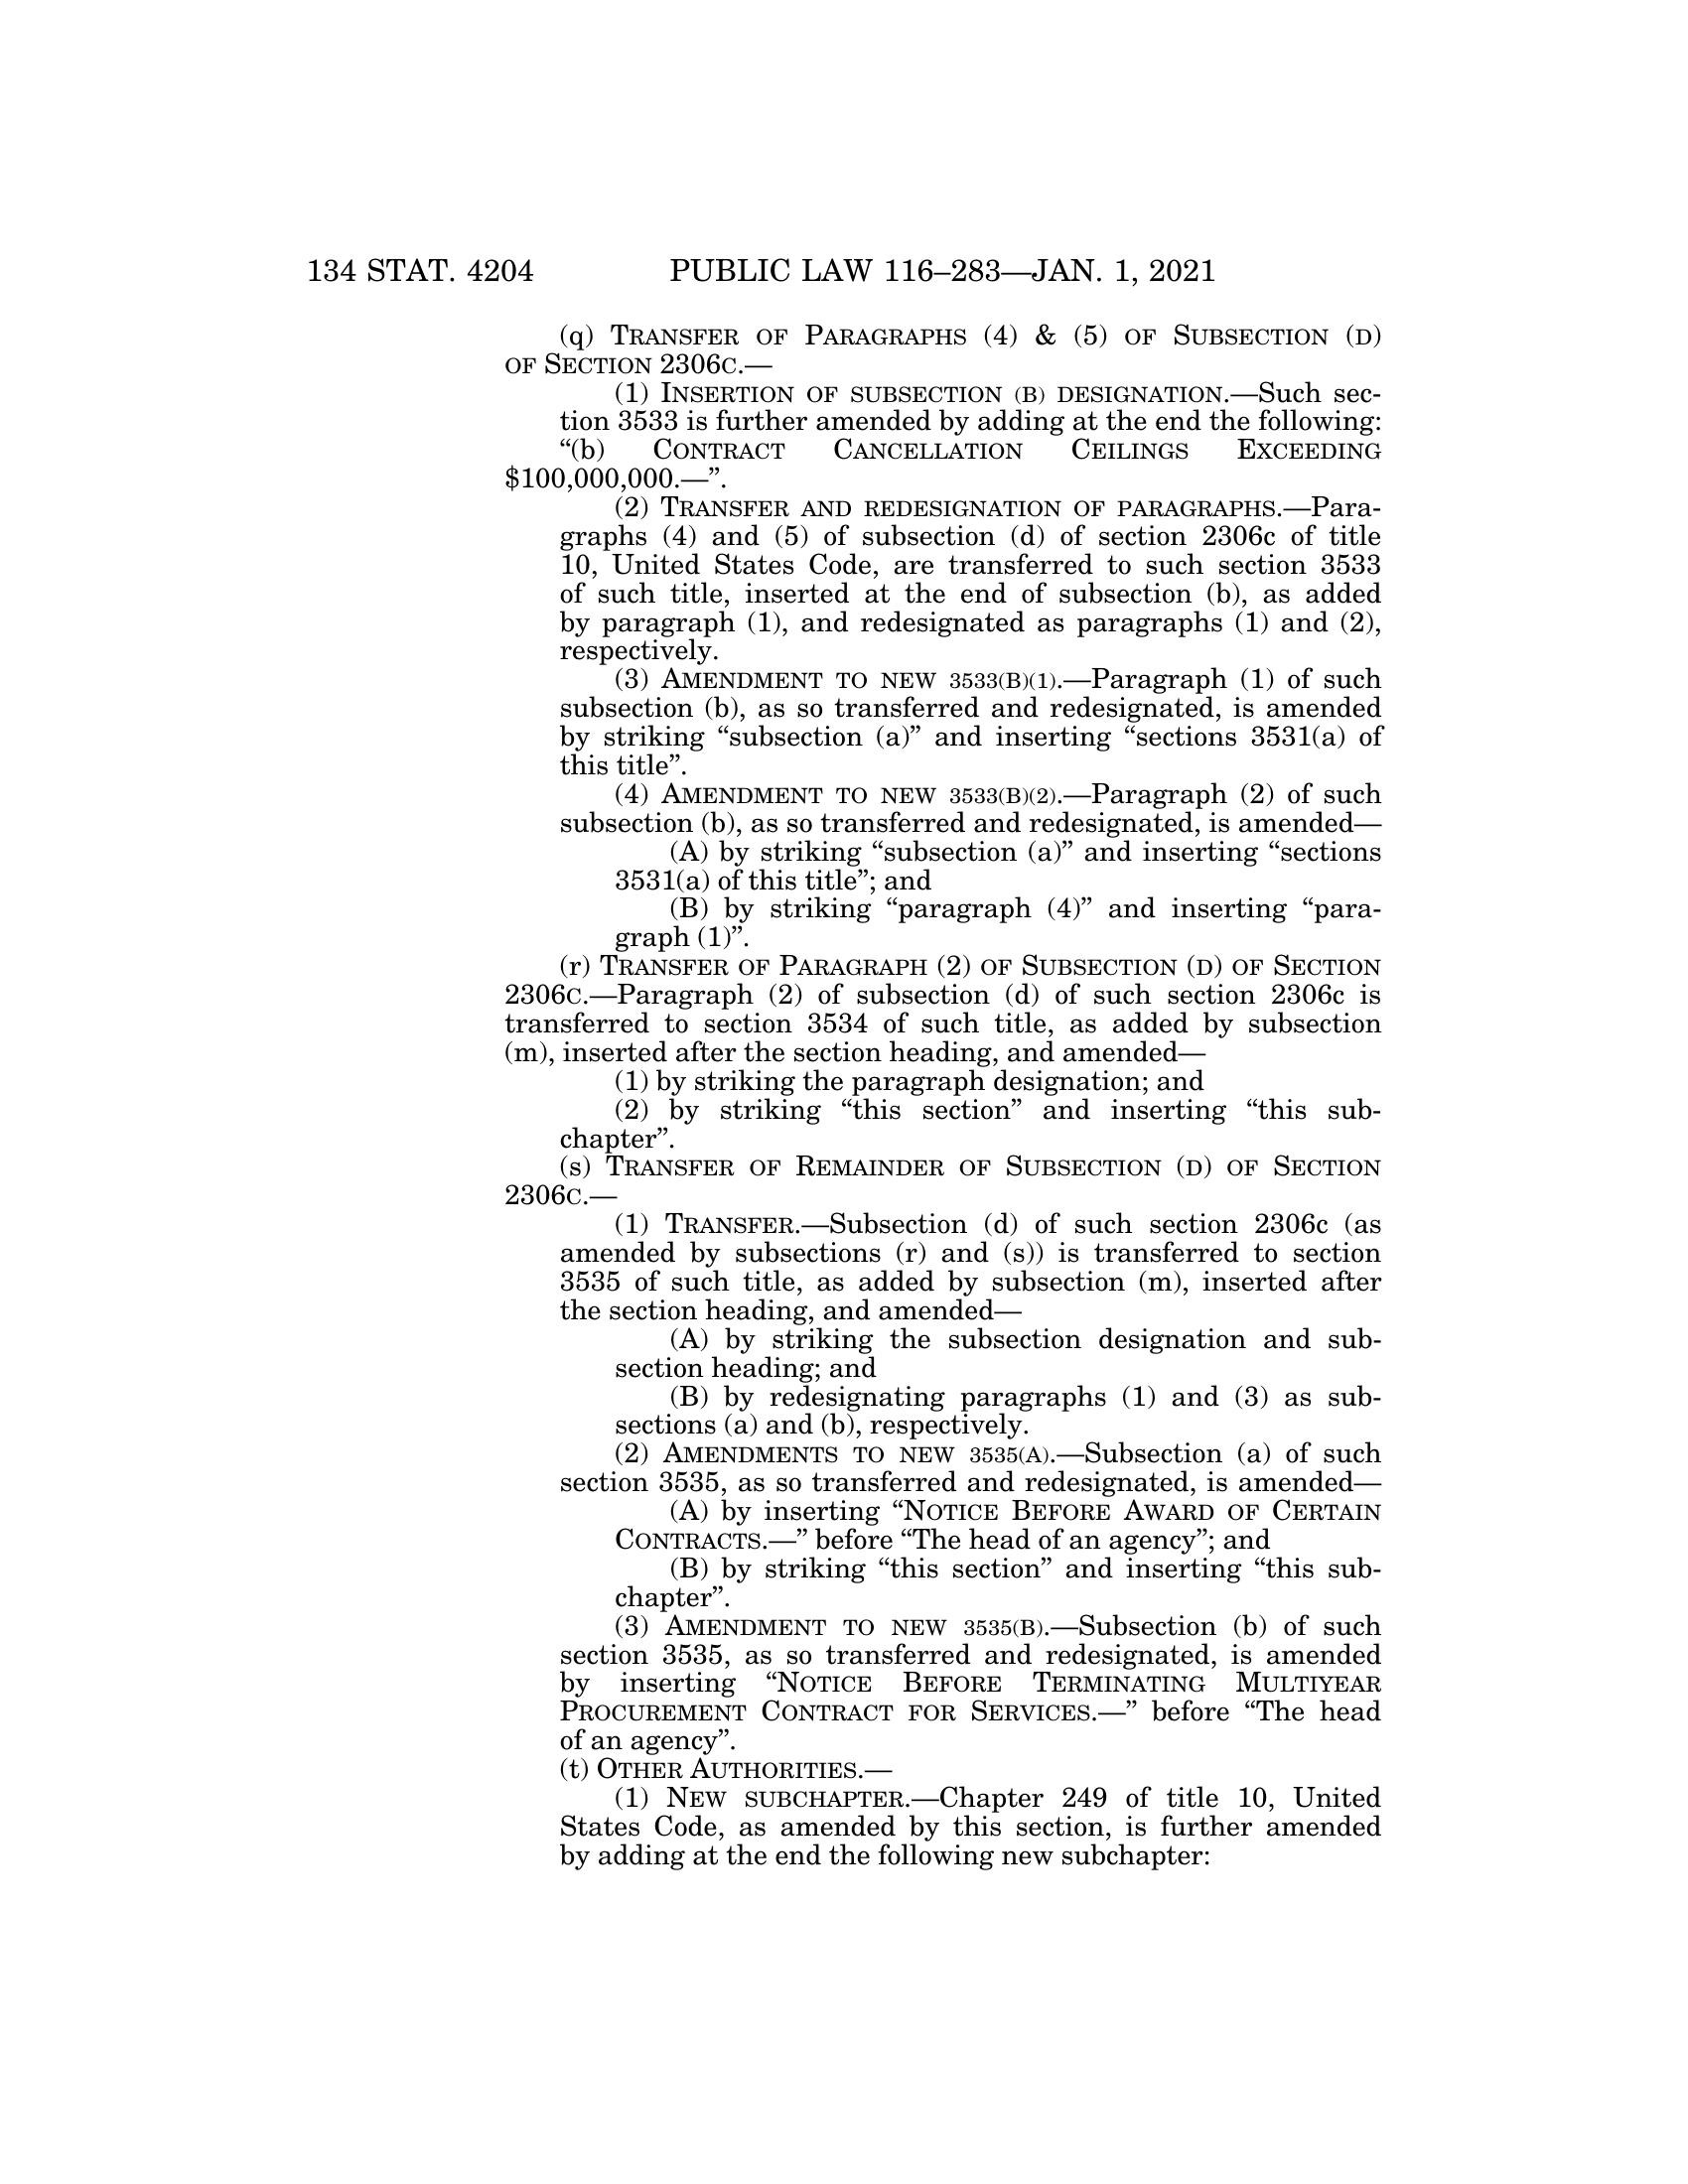 134 STAT. 4204 PUBLIC LAW 116–283—JAN. 1, 2021
(q) TRANSFER OF PARAGRAPHS (4) & (5) OF SUBSECTION (D)
OF SECTION 2306C.—
(1) INSERTION OF SUBSECTION (B) DESIGNATION.—Such sec-
tion 3533 is further amended by adding at the end the following:
“(b) CONTRACT CANCELLATION CEILINGS EXCEEDING
$100,000,000.—”.
(2) TRANSFER AND REDESIGNATION OF PARAGRAPHS.—Para-
graphs (4) and (5) of subsection (d) of section 2306c of title
10, United States Code, are transferred to such section 3533
of such title, inserted at the end of subsection (b), as added
by paragraph (1), and redesignated as paragraphs (1) and (2),
respectively.
(3) AMENDMENT TO NEW 3533(B)(1).—Paragraph (1) of such
subsection (b), as so transferred and redesignated, is amended
by striking “subsection (a)” and inserting “sections 3531(a) of
this title”.
(4) AMENDMENT TO NEW 3533(B)(2).—Paragraph (2) of such
subsection (b), as so transferred and redesignated, is amended—
(A) by striking “subsection (a)” and inserting “sections
3531(a) of this title”; and
(B) by striking “paragraph (4)” and inserting “para-
graph (1)”.
(r) TRANSFER OF PARAGRAPH (2) OF SUBSECTION (D) OF SECTION
2306C.—Paragraph (2) of subsection (d) of such section 2306c is
transferred to section 3534 of such title, as added by subsection
(m), inserted after the section heading, and amended—
(1) by striking the paragraph designation; and
(2) by striking “this section” and inserting “this sub-
chapter”.
(s) TRANSFER OF REMAINDER OF SUBSECTION (D) OF SECTION
2306C.—
(1) TRANSFER.—Subsection (d) of such section 2306c (as
amended by subsections (r) and (s)) is transferred to section
3535 of such title, as added by subsection (m), inserted after
the section heading, and amended—
(A) by striking the subsection designation and sub-
section heading; and
(B) by redesignating paragraphs (1) and (3) as sub-
sections (a) and (b), respectively.
(2) AMENDMENTS TO NEW 3535(A).—Subsection (a) of such
section 3535, as so transferred and redesignated, is amended—
(A) by inserting “NOTICE BEFORE AWARD OF CERTAIN
CONTRACTS.—” before “The head of an agency”; and
(B) by striking “this section” and inserting “this sub-
chapter”.
(3) AMENDMENT TO NEW 3535(B).—Subsection (b) of such
section 3535, as so transferred and redesignated, is amended
by inserting “NOTICE BEFORE TERMINATING MULTIYEAR
PROCUREMENT CONTRACT FOR SERVICES.—” before “The head
of an agency”.
(t) OTHER AUTHORITIES.—
(1) NEW SUBCHAPTER.—Chapter 249 of title 10, United
States Code, as amended by this section, is further amended
by adding at the end the following new subchapter: